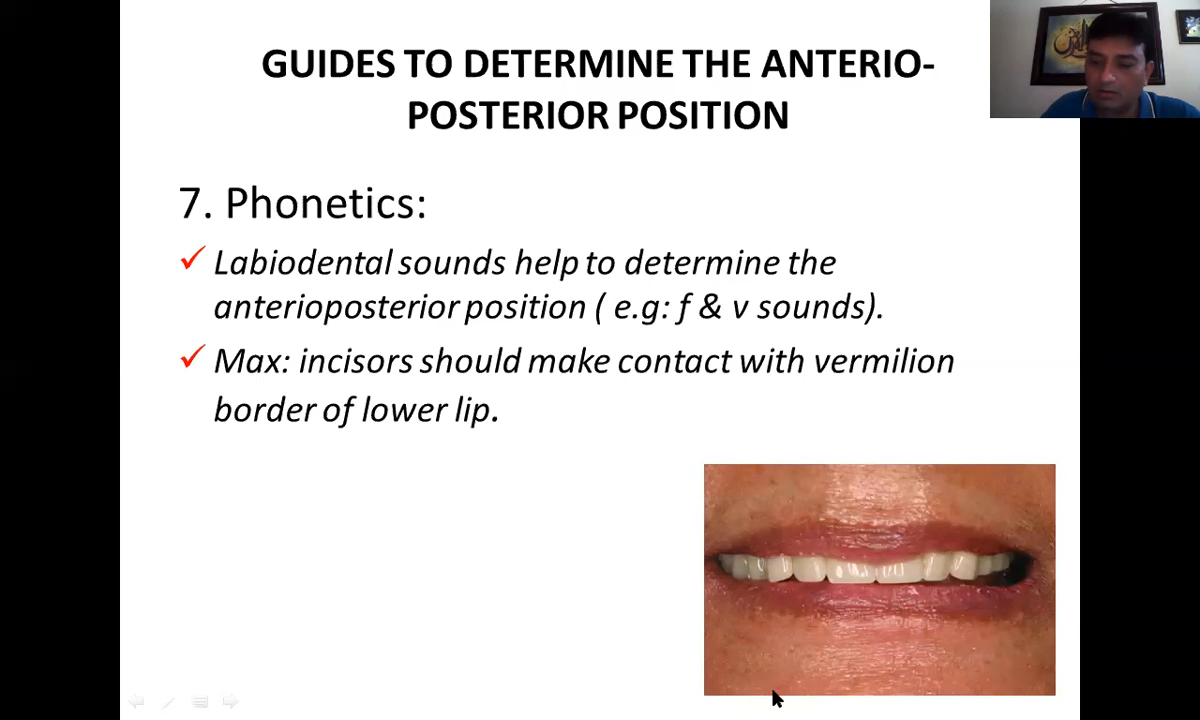 GUIDES TO DETERMINE THE ANTERIO-
POSTERIOR POSITION
7. Phonetics:
Labiodental sounds help to determine the
anterioposterior position ( e.g: f & v sounds).
Max: incisors should make contact with vermilion
border of lower lip.